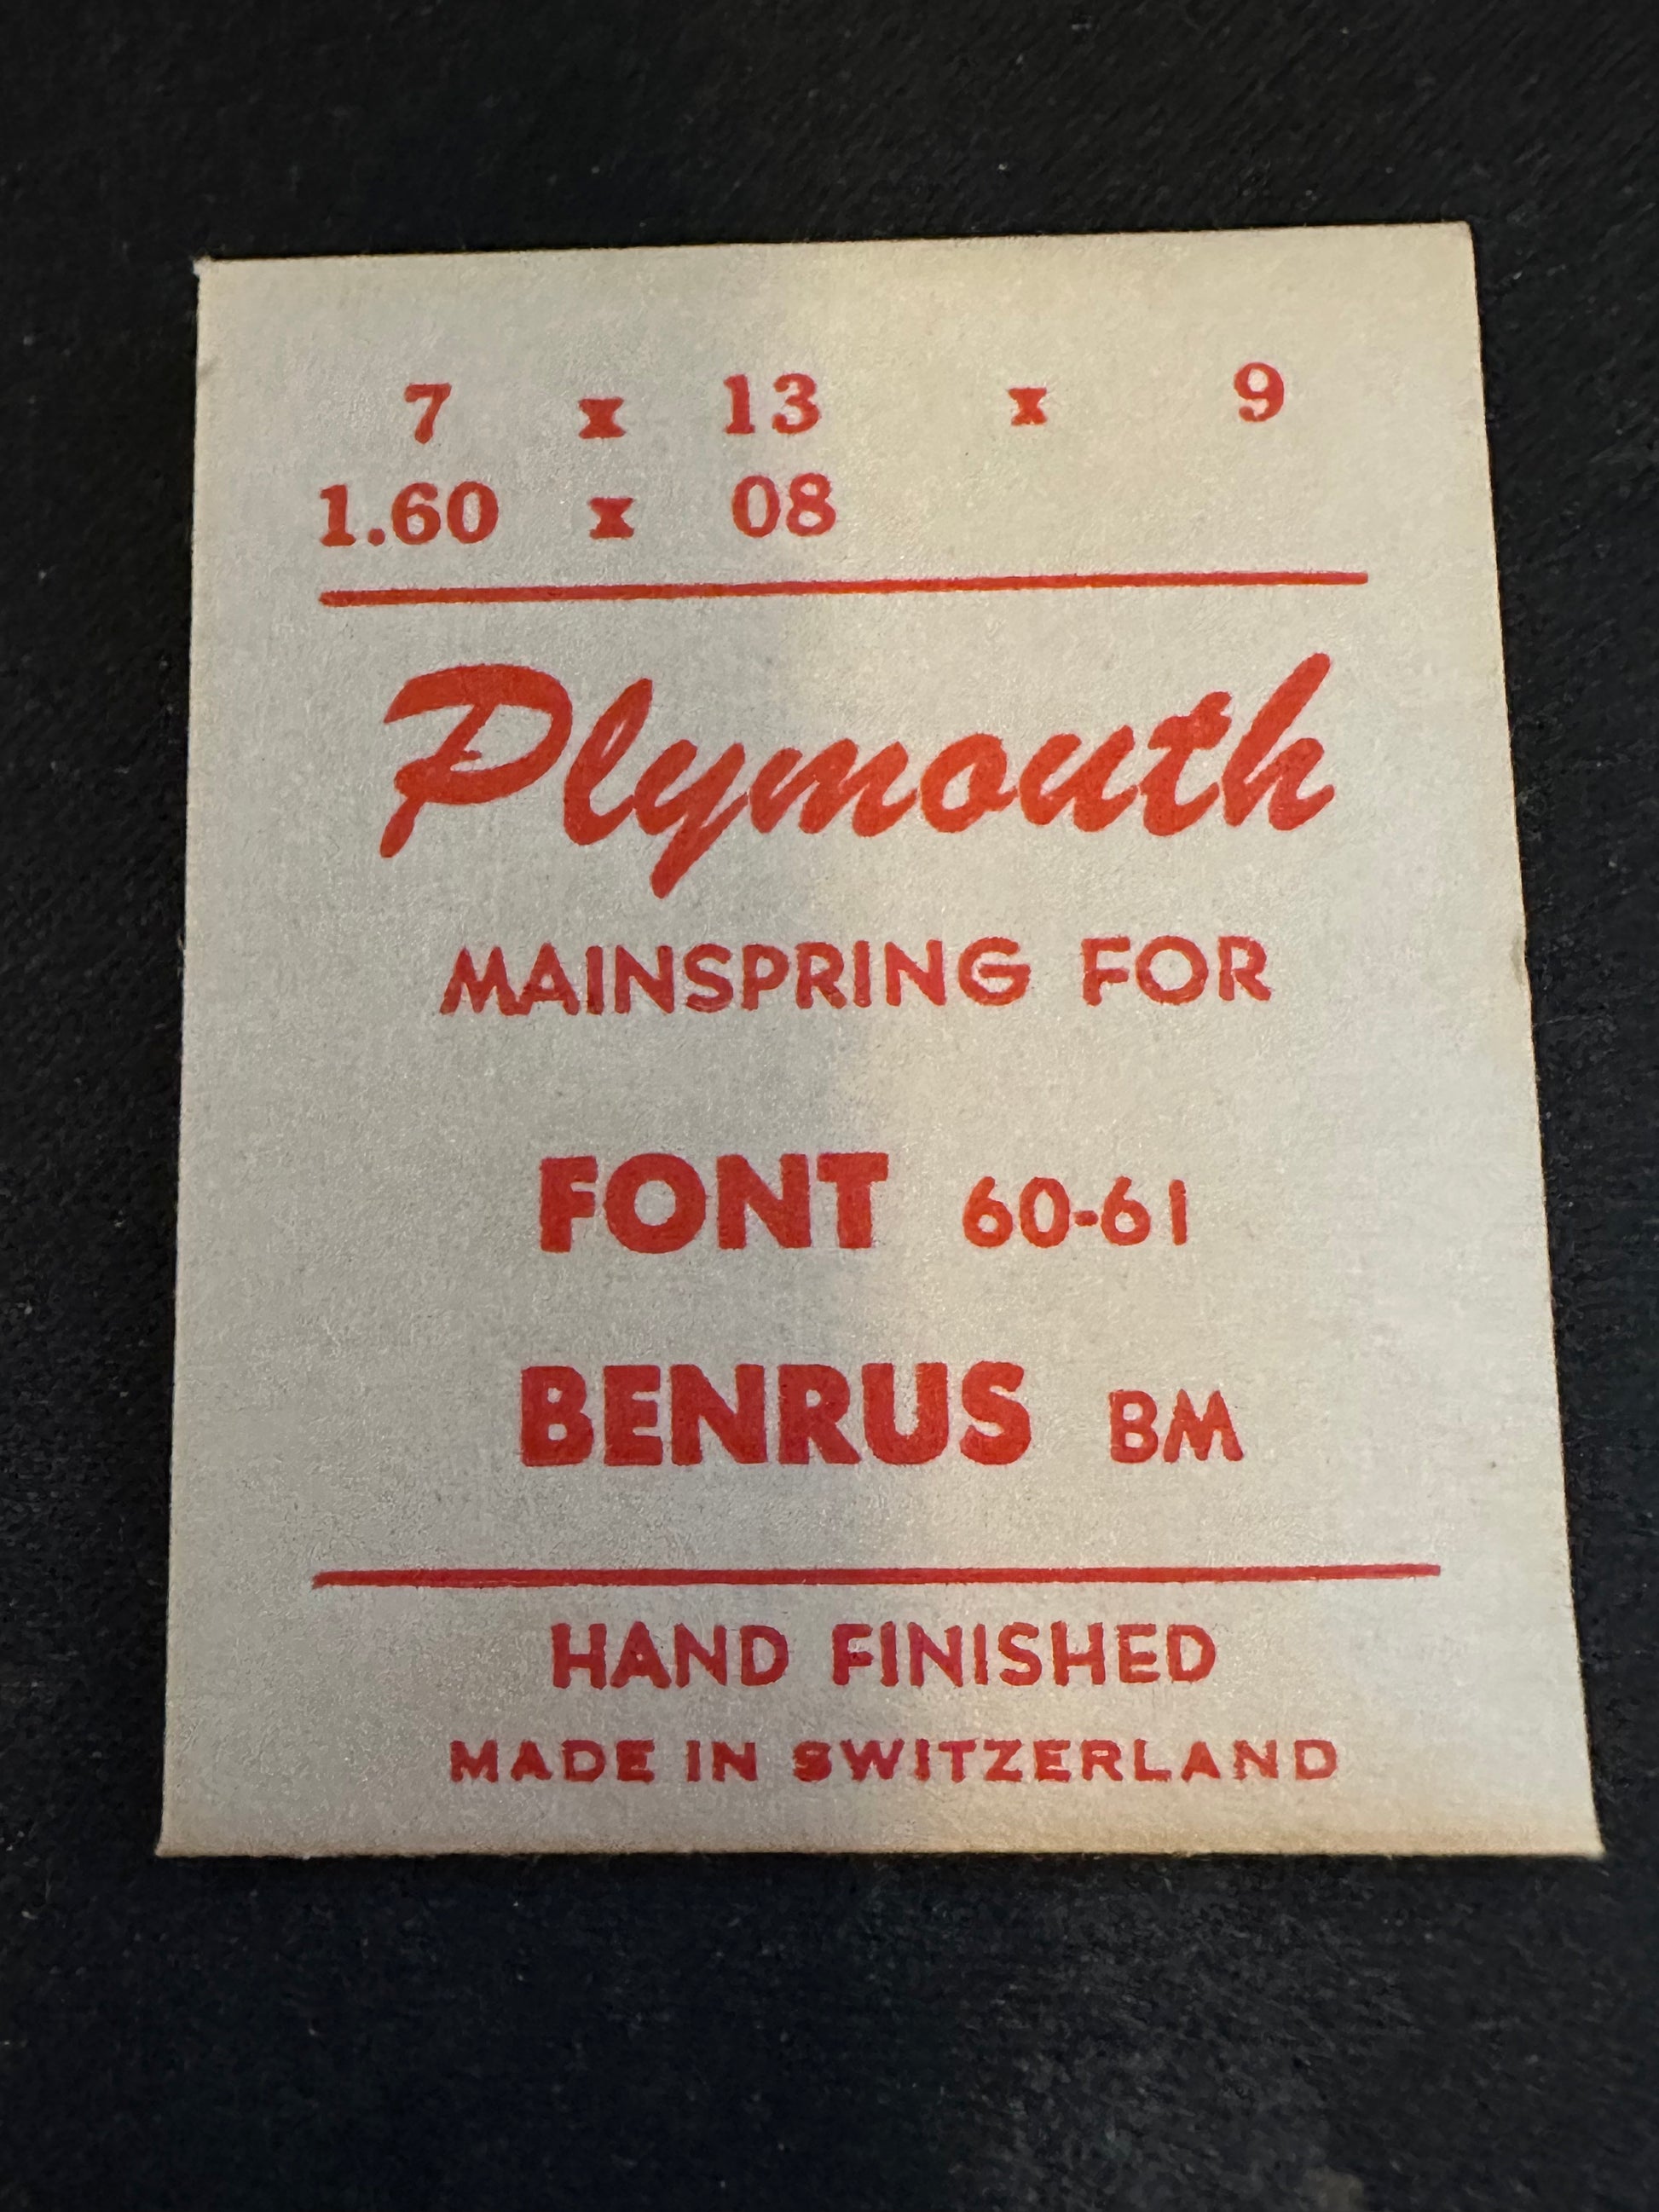 7 x 13 x 9
1.60 x 08
Plymouth
MAINSPRING FOR
FONT 60-61
BENRUS BM
HAND FINISHED
MADE IN SWITZERLAND